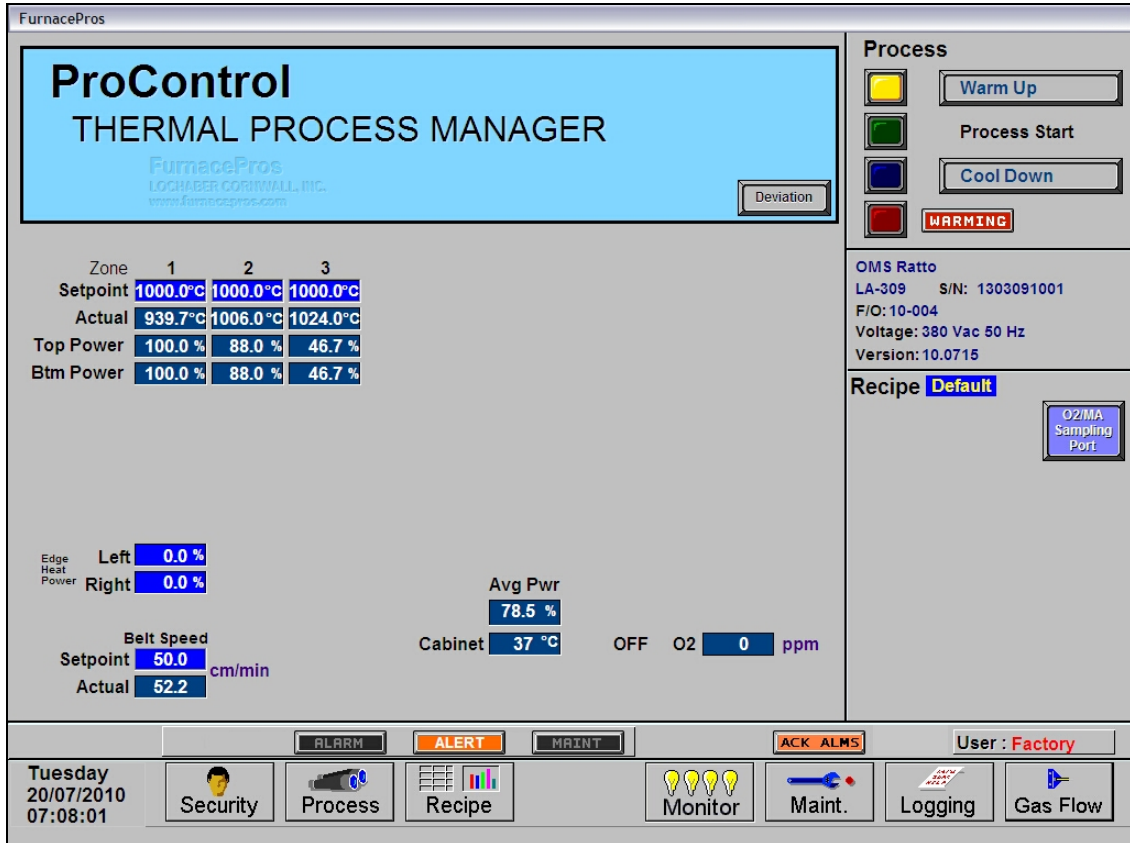 FurnacePros
ProControl
THERMAL PROCESS MANAGER
FurnacePros
LOCHABER CORNWALL, INC.
www.furnacepros.com
Deviation
Zone 1 2 3
Setpoint 1000.0°C 1000.0°C 1000.0°C
Actual 939.7°C 1006.0°C 1024.0°C
Top Power 100.0 % 88.0 % 46.7 %
Btm Power 100.0 % 88.0 % 46.7 %
Edge Heat Power
Left 0.0 %
Right 0.0 %
Belt Speed
Setpoint 50.0
Actual 52.2
cm/min
Avg Pwr
78.5 %
Cabinet 37 °C
OFF O2 0 ppm
Process
Warm Up
Process Start
Cool Down
WARMING
OMS Ratto
LA-309 S/N: 1303091001
F/O: 10-004
Voltage: 380 Vac 50 Hz
Version: 10.0715
Recipe Default
O2/MA
Sampling
Port
ALARM ALERT MAINT ACK ALMS User : Factory
Tuesday
20/07/2010
07:08:01
Security Process Recipe Monitor Maint. Logging Gas Flow